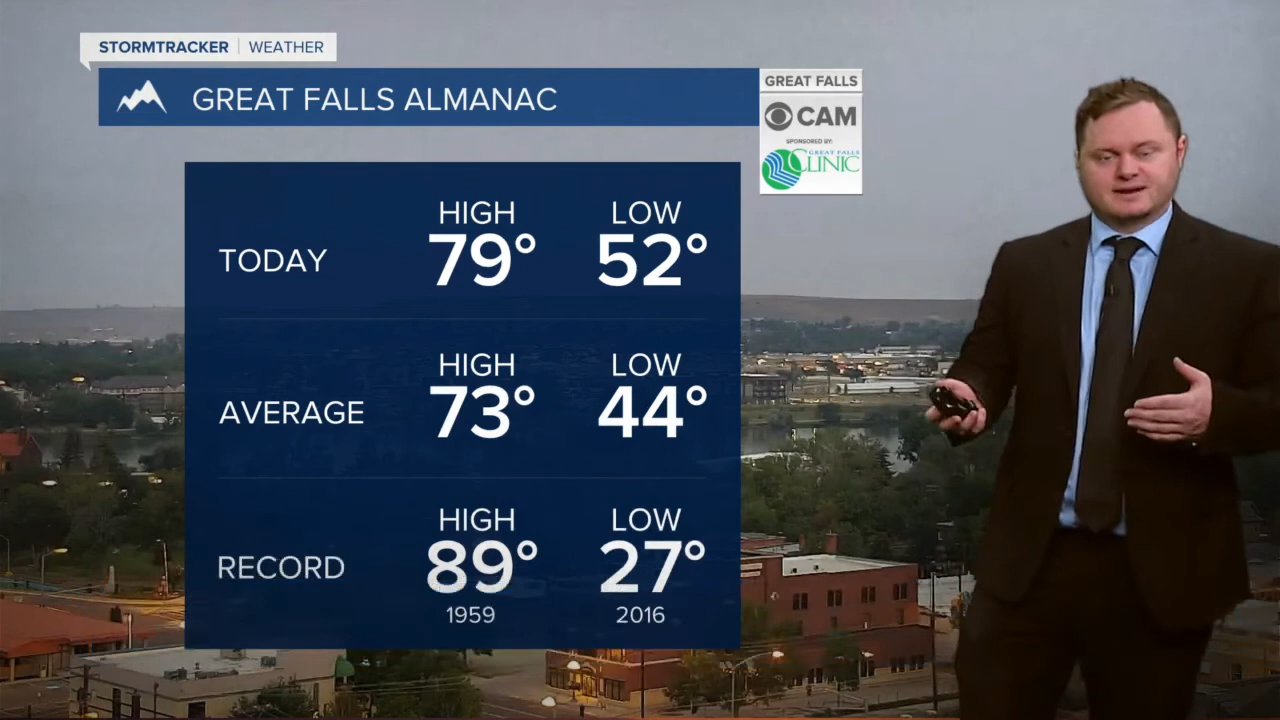 STORMTRACKER | WEATHER
GREAT FALLS ALMANAC
GREAT FALLS
CAM
SPONSORED BY:
GREAT FALLS
CLINIC
HIGH LOW
TODAY 79° 52°
HIGH LOW
AVERAGE 73° 44°
HIGH LOW
RECORD 89° 27°
1959 2016